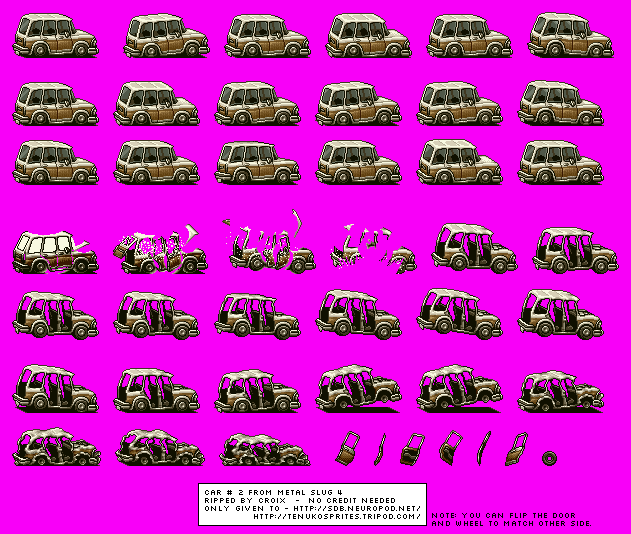 CAR # 2 FROM METAL SLUG 4
RIPPED BY CROIX - NO CREDIT NEEDED
ONLY GIVEN TO - HTTP://SDB.NEUROPOD.NET/
HTTP://TENUKOSPRITES.TRIPOD.COM/
NOTE: YOU CAN FLIP THE DOOR
AND WHEEL TO MATCH OTHER SIDE.